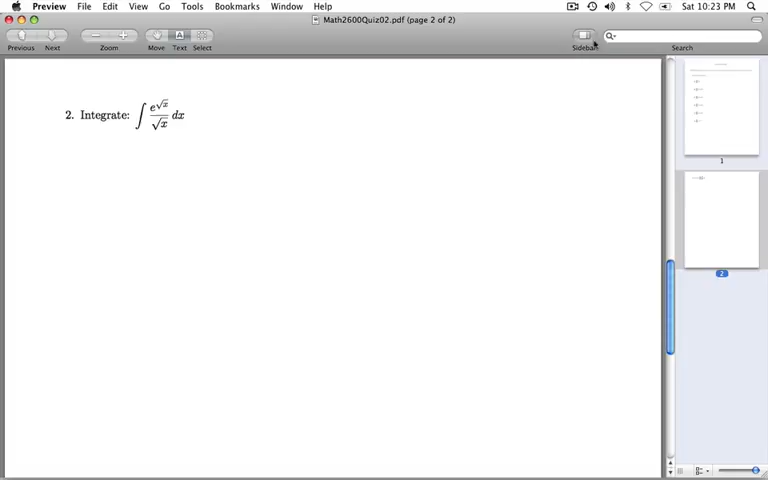 Preview File Edit View Go Tools Bookmarks Window Help Sat 10:23 PM
Math2600Quiz02.pdf (page 2 of 2)
Previous Next Zoom Move Text Select Sidebar Search
2. Integrate: ∫ e^√x / √x dx
1
2